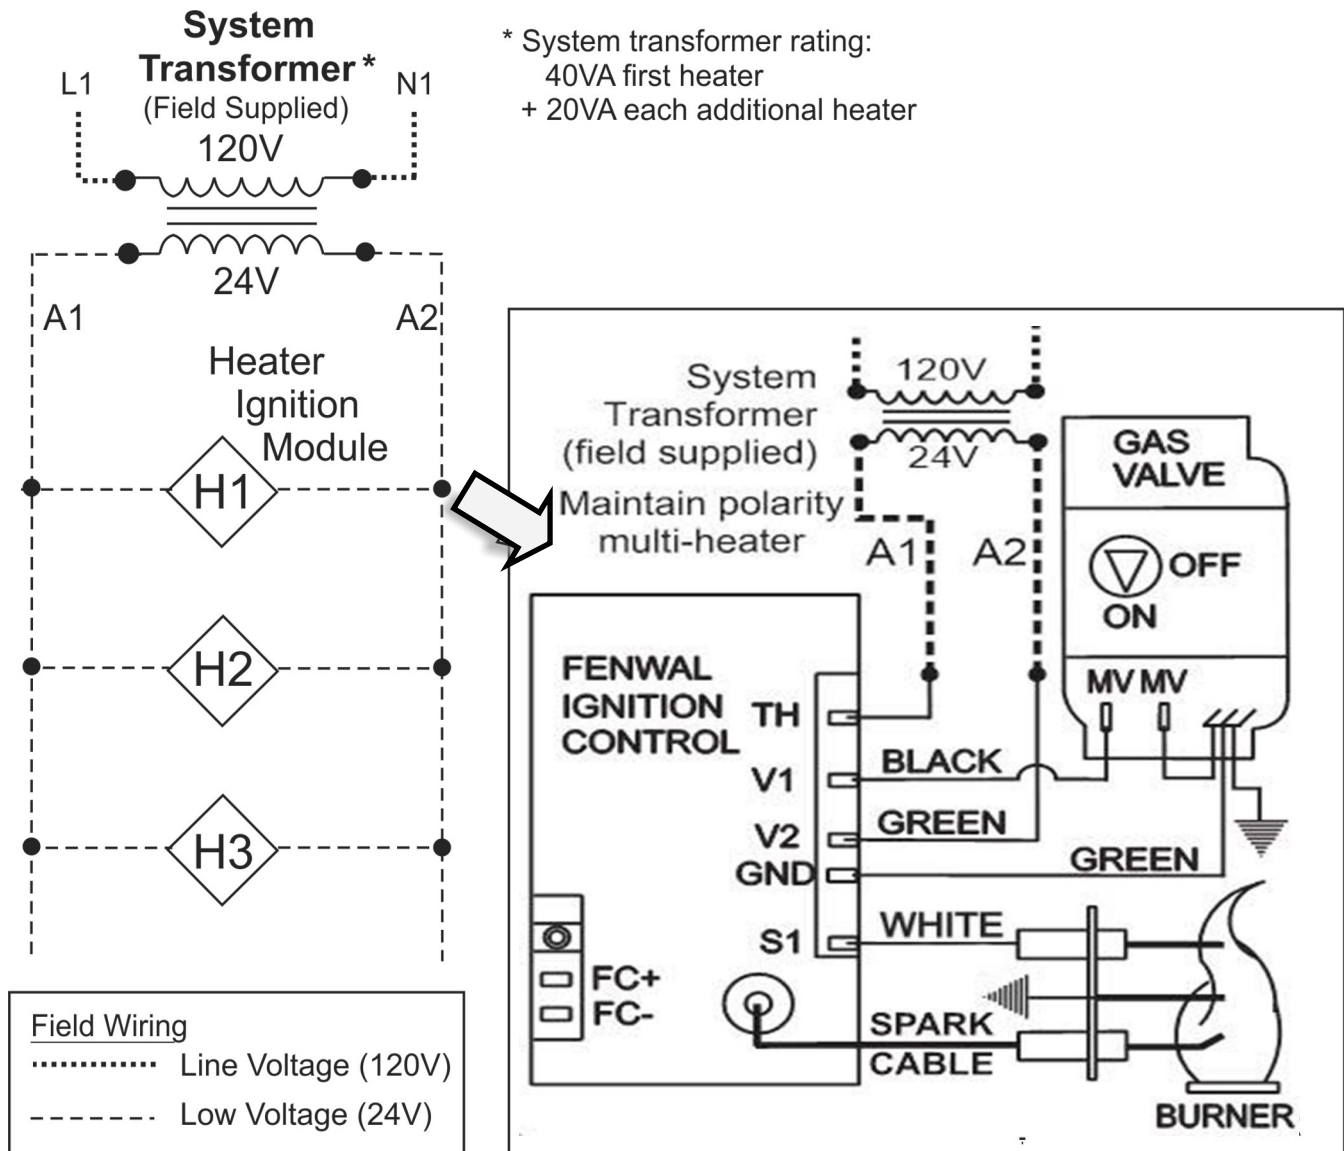 System
Transformer*
(Field Supplied)
L1
N1
120V
24V
A1
A2
* System transformer rating:
40VA first heater
+ 20VA each additional heater
Heater
Ignition
Module
H1
H2
H3
Field Wiring
Line Voltage (120V)
Low Voltage (24V)
System
Transformer
(field supplied)
120V
24V
Maintain polarity
multi-heater
A1
A2
GAS
VALVE
OFF
ON
MV MV
FENWAL
IGNITION
CONTROL
TH
V1
V2
GND
S1
FC+
FC-
BLACK
GREEN
GREEN
WHITE
SPARK
CABLE
BURNER